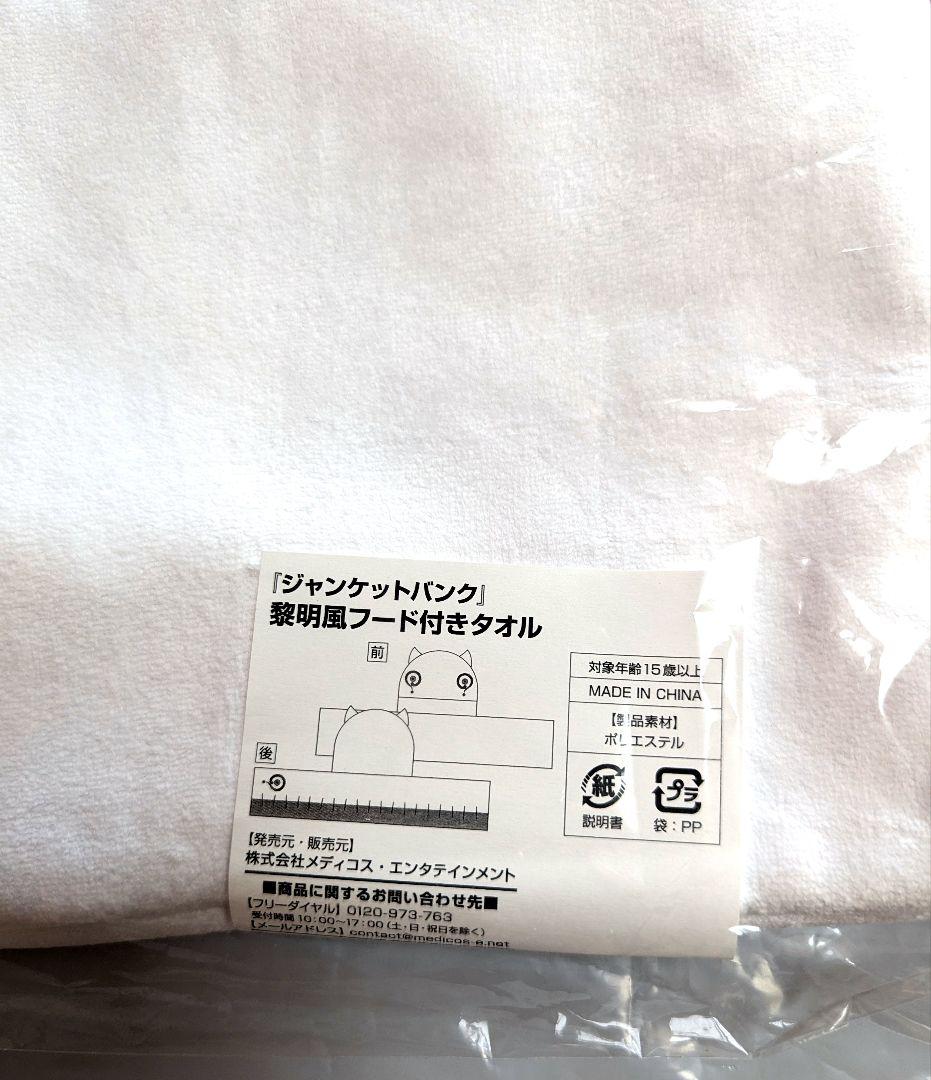 『ジャンケットバンク』
黎明風フード付きタオル
前
後
対象年齢15歳以上
MADE IN CHINA
【製品素材】
ポリエステル
紙
説明書
プラ
袋：PP
【発売元・販売元】
株式会社メディコス・エンタテインメント
■商品に関するお問い合わせ先■
【フリーダイヤル】0120-973-763
受付時間10:00〜17:00（土・日・祝日を除く）
【メールアドレス】contact@medicos-e.net